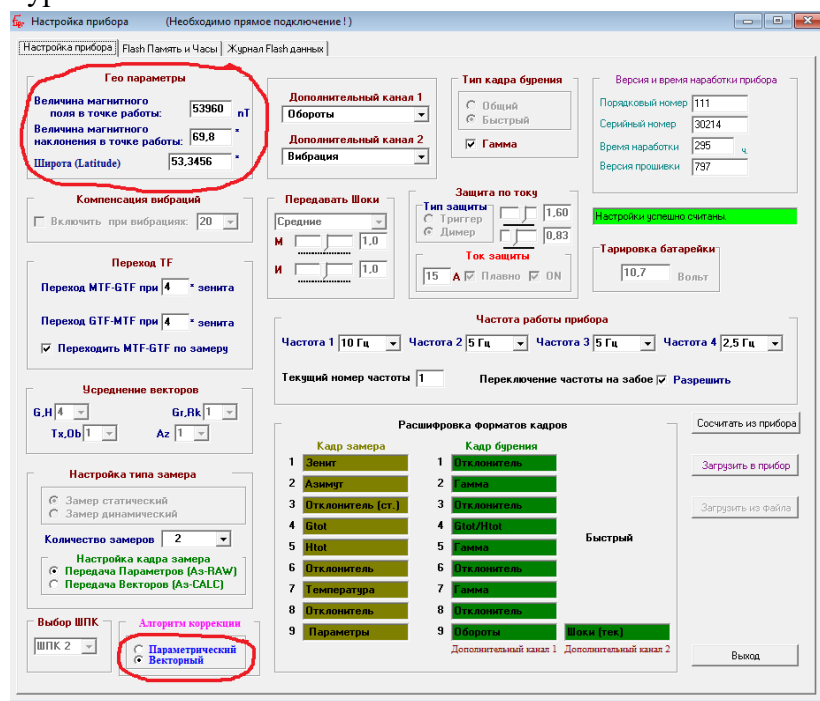 Настройка прибора (Необходимо прямое подключение ! )
Настройка прибора Flash Память и Часы Журнал Flash данных
Гео параметры
Величина магнитного
поля в точке работы: 53960 nT
Величина магнитного
наклонения в точке работы: 69,8 °
Широта (Latitude) 53,3456 °
Дополнительный канал 1
Обороты
Дополнительный канал 2
Вибрация
Тип кадра бурения
Общий
Быстрый
Гамма
Версия и время наработки прибора
Порядковый номер 111
Серийный номер 30214
Время наработки 295 ч.
Версия прошивки 797
Компенсация вибраций
Включить при вибрациях: 20
Передавать Шоки
Средние
М 1,0
И 1,0
Защита по току
Тип защиты
Триггер 1,60
Димер 0,83
Ток защиты
15 А Плавно ON
Настройки успешно считаны.
Тарировка батарейки
10,7 Вольт
Переход TF
Переход MTF-GTF при 4 ° зенита
Переход GTF-MTF при 4 ° зенита
Переходить MTF-GTF по замеру
Частота работы прибора
Частота 1 10 Гц Частота 2 5 Гц Частота 3 5 Гц Частота 4 2,5 Гц
Текущий номер частоты 1 Переключение частоты на забое Разрешить
Усреднение векторов
G,H 4 Gr,Rk 1
Tx,Ob 1 Az 1
Настройка типа замера
Замер статический
Замер динамический
Количество замеров 2
Настройка кадра замера
Передача Параметров (Аз-RAW)
Передача Векторов (Аз-CALC)
Выбор ШПК
ШПК 2
Алгоритм коррекции
Параметрический
Векторный
Расшифровка форматов кадров
Кадр замера Кадр бурения
1 Зенит 1 Отклонитель
2 Азимут 2 Гамма
3 Отклонитель (ст.) 3 Отклонитель
4 Gtot 4 Gtot/Htot
Быстрый
5 Htot 5 Гамма
6 Отклонитель 6 Отклонитель
7 Температура 7 Гамма
8 Отклонитель 8 Отклонитель
9 Параметры 9 Обороты Шоки (тек)
Дополнительный канал 1 Дополнительный канал 2
Сосчитать из прибора
Загрузить в прибор
Загрузить из файла
Выход